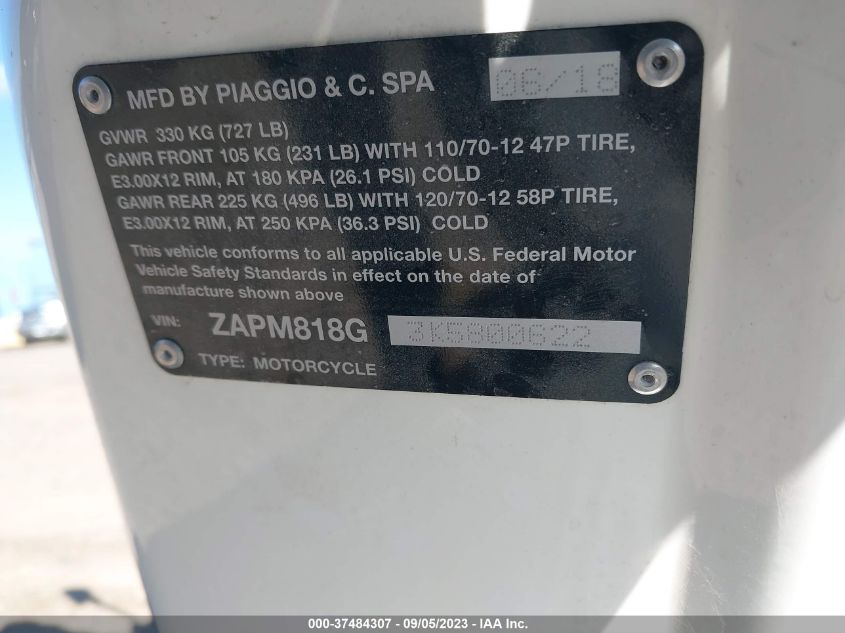 MFD BY PIAGGIO & C. SPA 06/18
GVWR 330 KG (727 LB)
GAWR FRONT 105 KG (231 LB) WITH 110/70-12 47P TIRE,
E3.00X12 RIM, AT 180 KPA (26.1 PSI) COLD
GAWR REAR 225 KG (496 LB) WITH 120/70-12 58P TIRE,
E3.00X12 RIM, AT 250 KPA (36.3 PSI) COLD
This vehicle conforms to all applicable U.S. Federal Motor
Vehicle Safety Standards in effect on the date of
manufacture shown above
VIN: ZAPM818G 3K5800622
TYPE: MOTORCYCLE
000-37484307 - 09/05/2023 - IAA Inc.